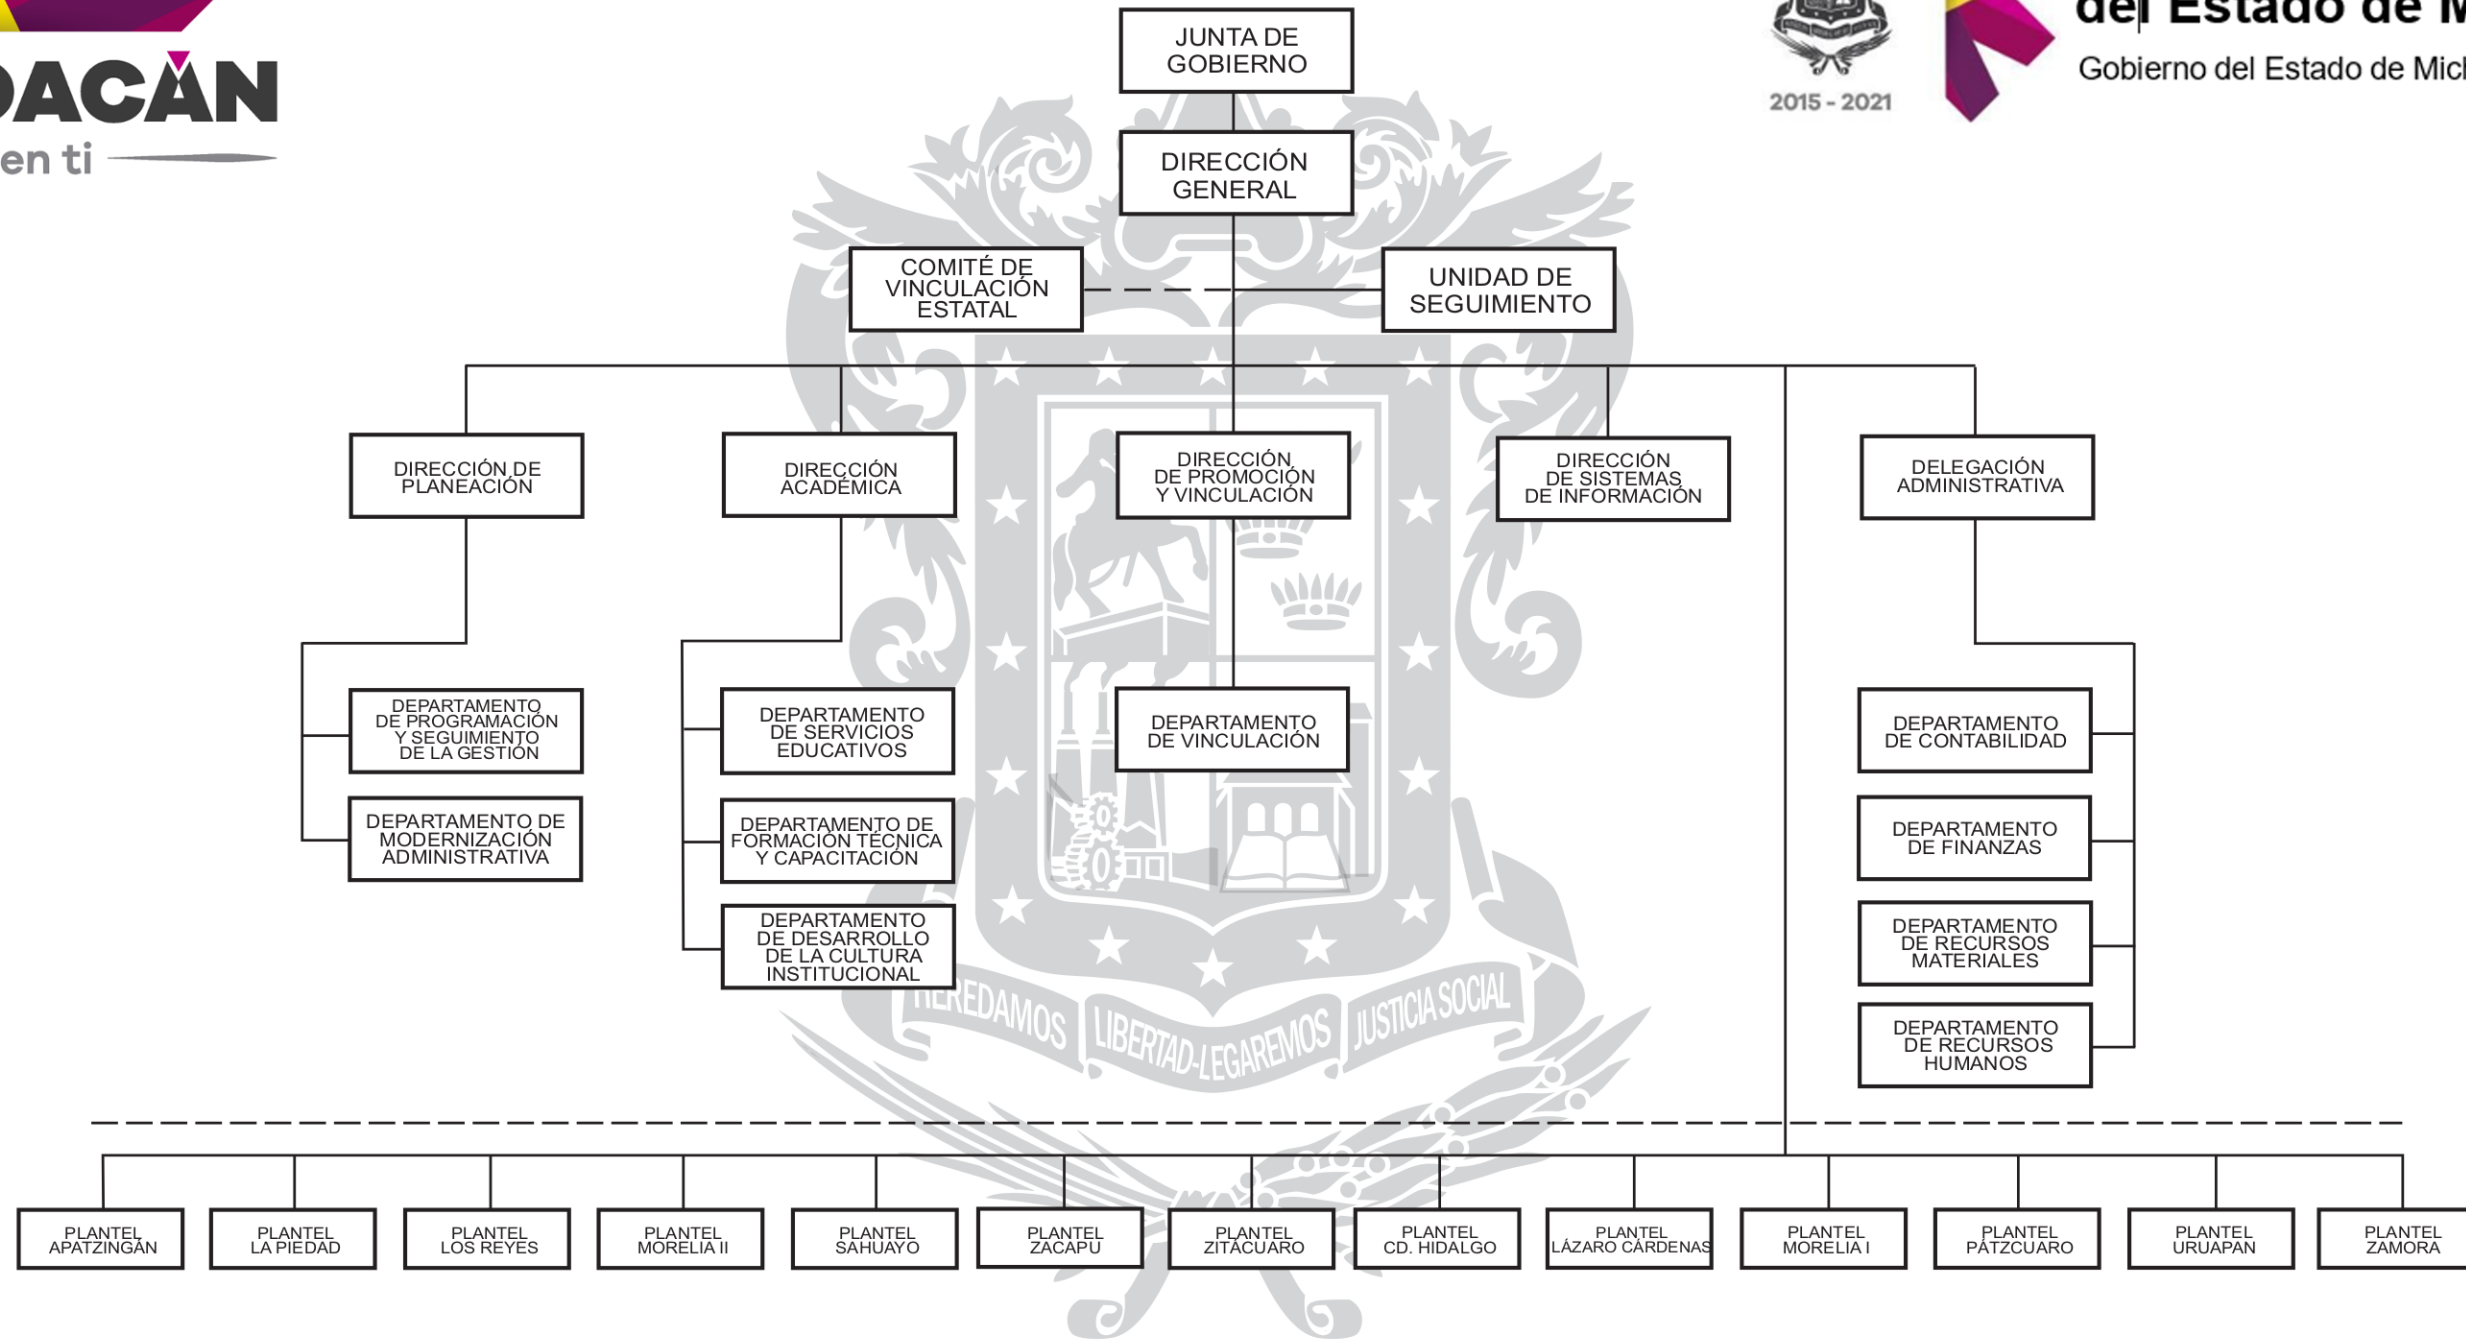 JUNTA DE
GOBIERNO
en ti
2015 - 2021
del Estado de
Gobierno del Estado de
DIRECCIÓN
GENERAL
COMITÉ DE
VINCULACIÓN
ESTATAL
UNIDAD DE
SEGUIMIENTO
DIRECCIÓN DE
PLANEACIÓN
DIRECCIÓN
ACADÉMICA
DIRECCIÓN
DE PROMOCIÓN
Y VINCULACIÓN
DIRECCIÓN
DE SISTEMAS
DE INFORMACIÓN
DELEGACIÓN
ADMINISTRATIVA
DEPARTAMENTO
DE PROGRAMACIÓN
Y SEGUIMIENTO
DE LA GESTIÓN
DEPARTAMENTO DE
MODERNIZACIÓN
ADMINISTRATIVA
DEPARTAMENTO
DE SERVICIOS
EDUCATIVOS
DEPARTAMENTO DE
FORMACIÓN TÉCNICA
Y CAPACITACIÓN
DEPARTAMENTO
DE DESARROLLO
DE LA CULTURA
INSTITUCIONAL
DEPARTAMENTO
DE VINCULACIÓN
DEPARTAMENTO
DE CONTABILIDAD
DEPARTAMENTO
DE FINANZAS
DEPARTAMENTO
DE RECURSOS
MATERIALES
DEPARTAMENTO
DE RECURSOS
HUMANOS
HEREDAMOS LIBERTAD-LEGAREMOS JUSTICIA SOCIAL
PLANTEL
APATZINGÁN
PLANTEL
LA PIEDAD
PLANTEL
LOS REYES
PLANTEL
MORELIA II
PLANTEL
SAHUAYO
PLANTEL
ZACAPU
PLANTEL
ZITÁCUARO
PLANTEL
CD. HIDALGO
PLANTEL
LÁZARO CÁRDENAS
PLANTEL
MORELIA I
PLANTEL
PÁTZCUARO
PLANTEL
URUAPAN
PLANTEL
ZAMORA